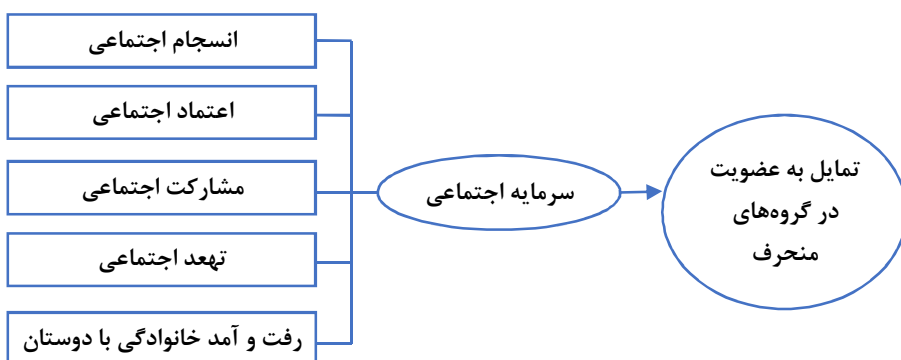 انسجام اجتماعی
اعتماد اجتماعی
مشارکت اجتماعی
تهعد اجتماعی
رفت و آمد خانوادگی با دوستان
سرمایه اجتماعی
تمایل به عضویت
در گروه‌های
منحرف